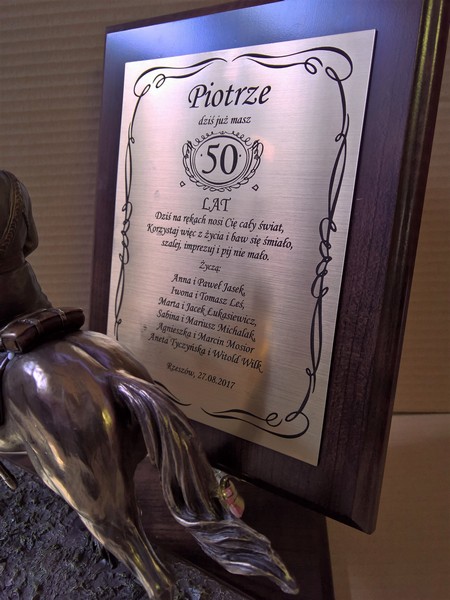 Piotrze
dziś już masz
50
LAT
Dziś na rękach nosi Cię cały świat,
Korzystaj więc z życia i baw się śmiało,
szalej, imprezuj i pij nie mało.
Życzą:
Anna i Paweł Jasek,
Iwona i Tomasz Leś,
Marta i Jacek Łukasiewicz,
Sabina i Mariusz Michalak,
Agnieszka i Marcin Mosior
Aneta Tyczyńska i Witold Wilk
Rzeszów, 27.08.2017